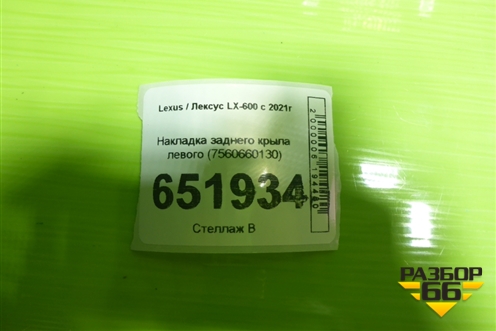 Lexus / Лексус LX-600 с 2021г
Накладка заднего крыла
левого (7560660130)
651934
Стеллаж В
РАЗБОР
66